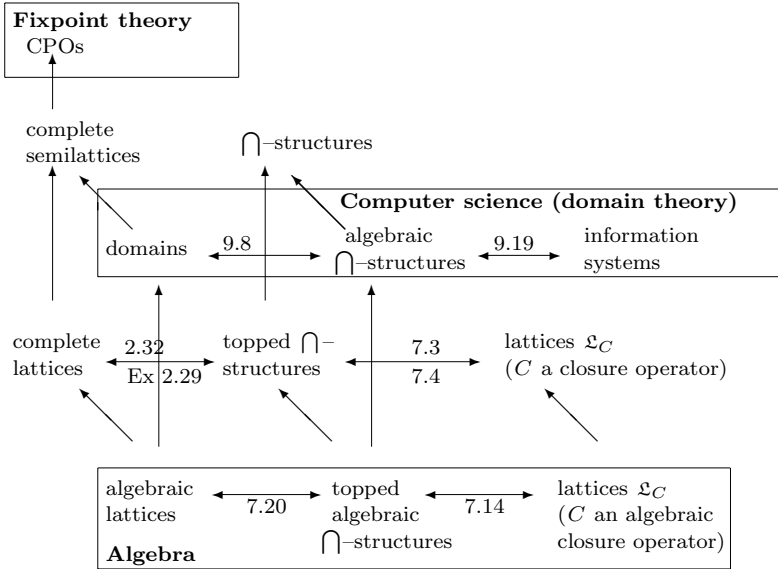 Fixpoint theory
CPOs
complete
semilattices
⋂–structures
Computer science (domain theory)
domains
9.8
algebraic
⋂–structures
9.19
information
systems
complete
lattices
2.32
Ex 2.29
topped ⋂–
structures
7.3
7.4
lattices 𝔏_C
(C a closure operator)
algebraic
lattices
7.20
topped
algebraic
⋂–structures
7.14
lattices 𝔏_C
(C an algebraic
closure operator)
Algebra